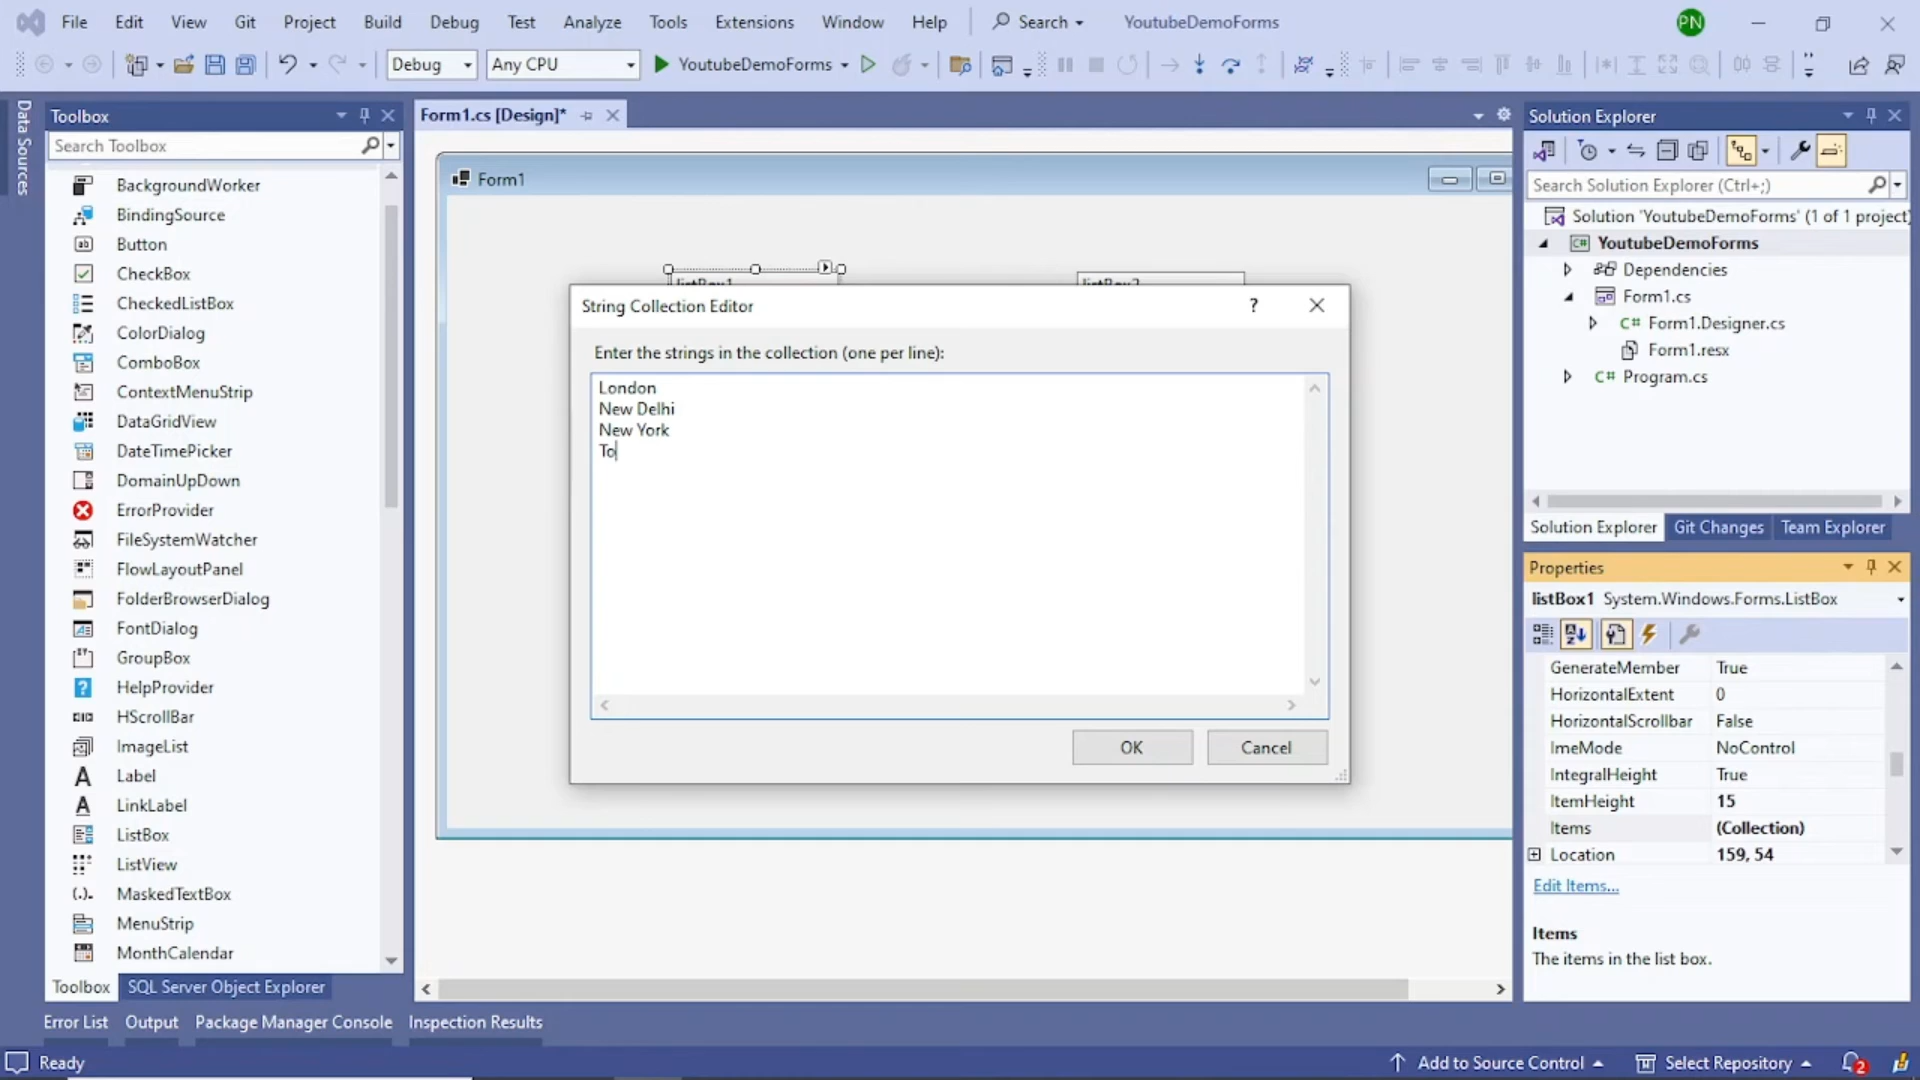 File Edit View Git Project Build Debug Test Analyze Tools Extensions Window Help Search YoutubeDemoForms PN
Debug Any CPU YoutubeDemoForms
Data Sources
Toolbox
Search Toolbox
BackgroundWorker
BindingSource
Button
CheckBox
CheckedListBox
ColorDialog
ComboBox
ContextMenuStrip
DataGridView
DateTimePicker
DomainUpDown
ErrorProvider
FileSystemWatcher
FlowLayoutPanel
FolderBrowserDialog
FontDialog
GroupBox
HelpProvider
HScrollBar
ImageList
Label
LinkLabel
ListBox
ListView
MaskedTextBox
MenuStrip
MonthCalendar
Toolbox SQL Server Object Explorer
Form1.cs [Design]*
Form1
listBox1 listBox2
String Collection Editor ?
Enter the strings in the collection (one per line):
London
New Delhi
New York
To
OK Cancel
Solution Explorer
Search Solution Explorer (Ctrl+;)
Solution 'YoutubeDemoForms' (1 of 1 project)
YoutubeDemoForms
Dependencies
Form1.cs
C# Form1.Designer.cs
Form1.resx
C# Program.cs
Solution Explorer Git Changes Team Explorer
Properties
listBox1 System.Windows.Forms.ListBox
GenerateMember True
HorizontalExtent 0
HorizontalScrollbar False
ImeMode NoControl
IntegralHeight True
ItemHeight 15
Items (Collection)
Location 159, 54
Edit Items...
Items
The items in the list box.
Error List Output Package Manager Console Inspection Results
Ready Add to Source Control Select Repository 2